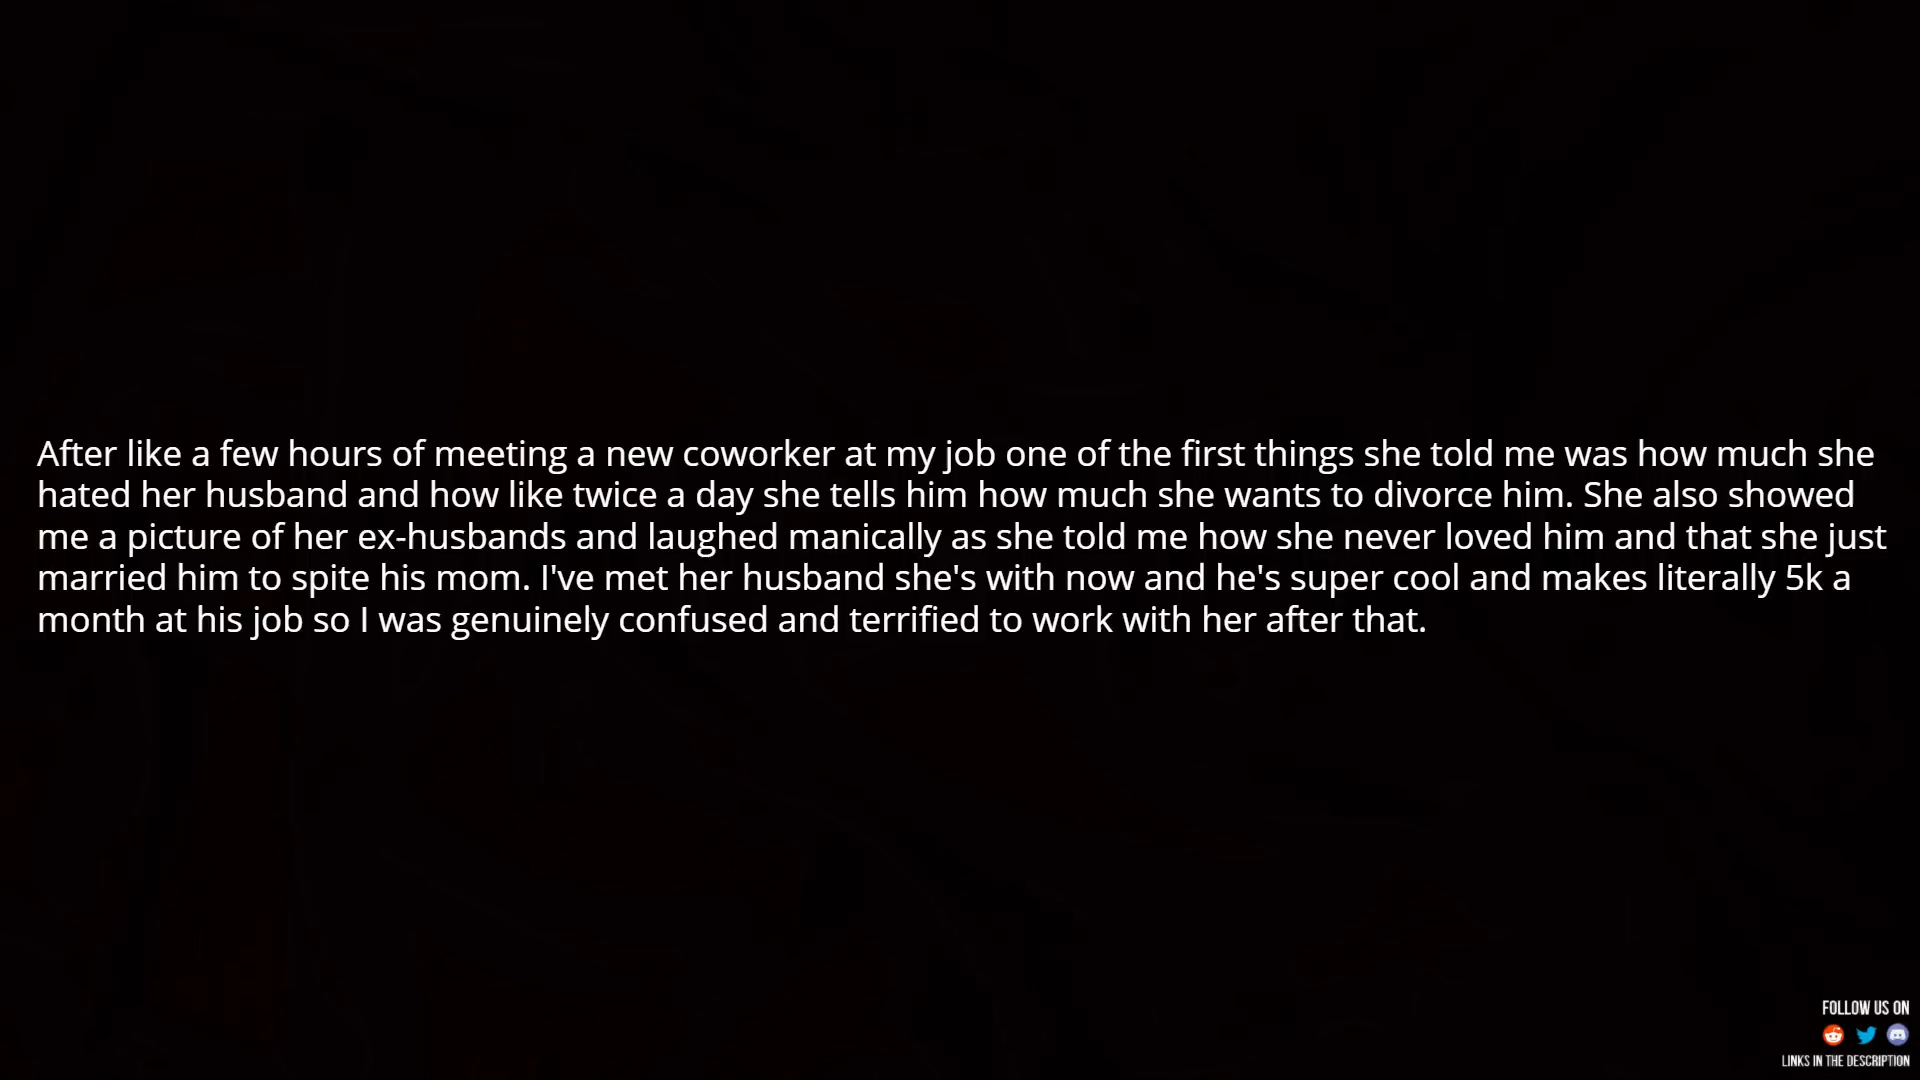 After like a few hours of meeting a new coworker at my job one of the first things she told me was how much she
hated her husband and how like twice a day she tells him how much she wants to divorce him. She also showed
me a picture of her ex-husbands and laughed manically as she told me how she never loved him and that she just
married him to spite his mom. I've met her husband she's with now and he's super cool and makes literally 5k a
month at his job so I was genuinely confused and terrified to work with her after that.
FOLLOW US ON
LINKS IN THE DESCRIPTION